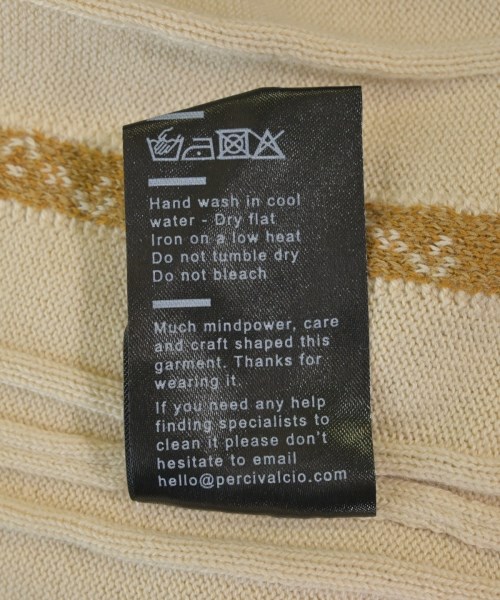 Hand wash in cool
water - Dry flat
Iron on a low heat
Do not tumble dry
Do not bleach
Much mindpower, care
and craft shaped this
garment. Thanks for
wearing it.
If you need any help
finding specialists to
clean it please don't
hesitate to email
hello@percivalclo.com